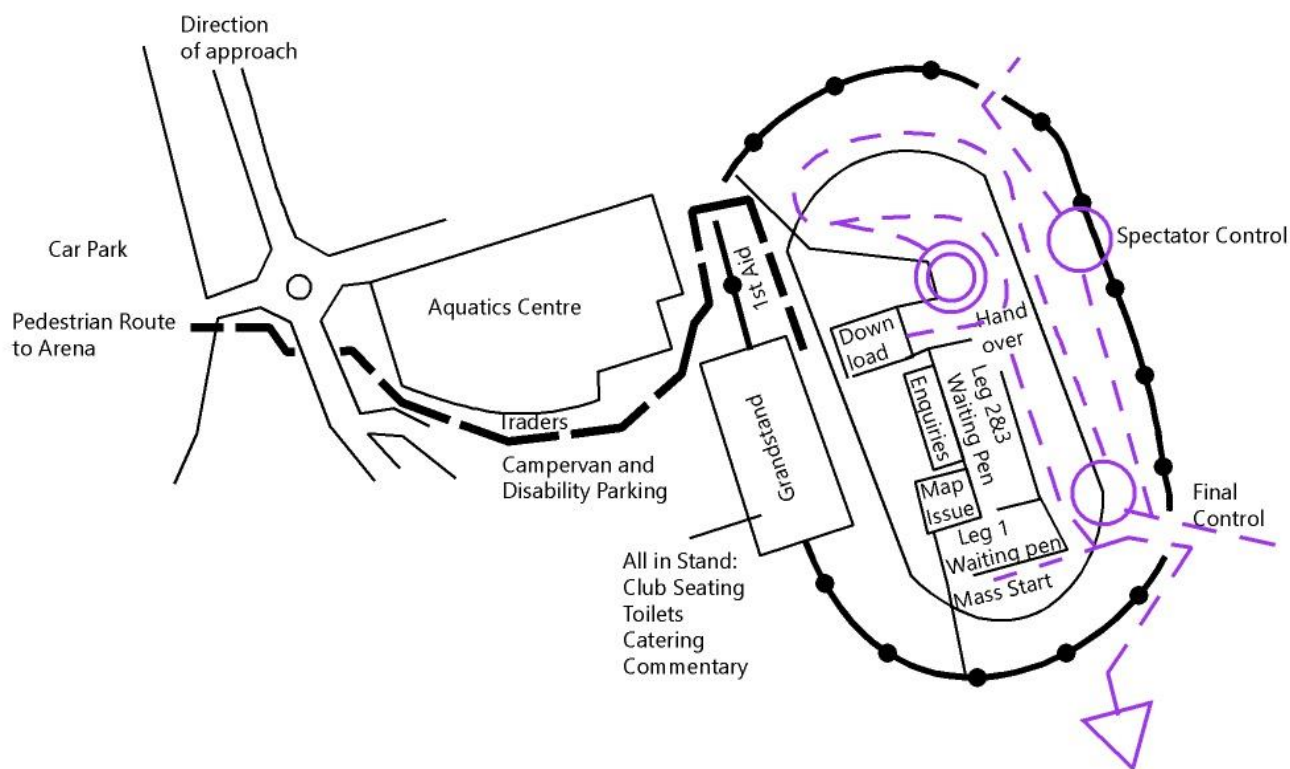 Direction
of approach
Car Park
Pedestrian Route
to Arena
Aquatics Centre
Traders
Campervan and
Disability Parking
1st Aid
Grandstand
All in Stand:
Club Seating
Toilets
Catering
Commentary
Down
load
Hand
over
Enquiries
Leg 2&3
Waiting Pen
Map
Issue
Leg 1
Waiting pen
Mass Start
Spectator Control
Final
Control